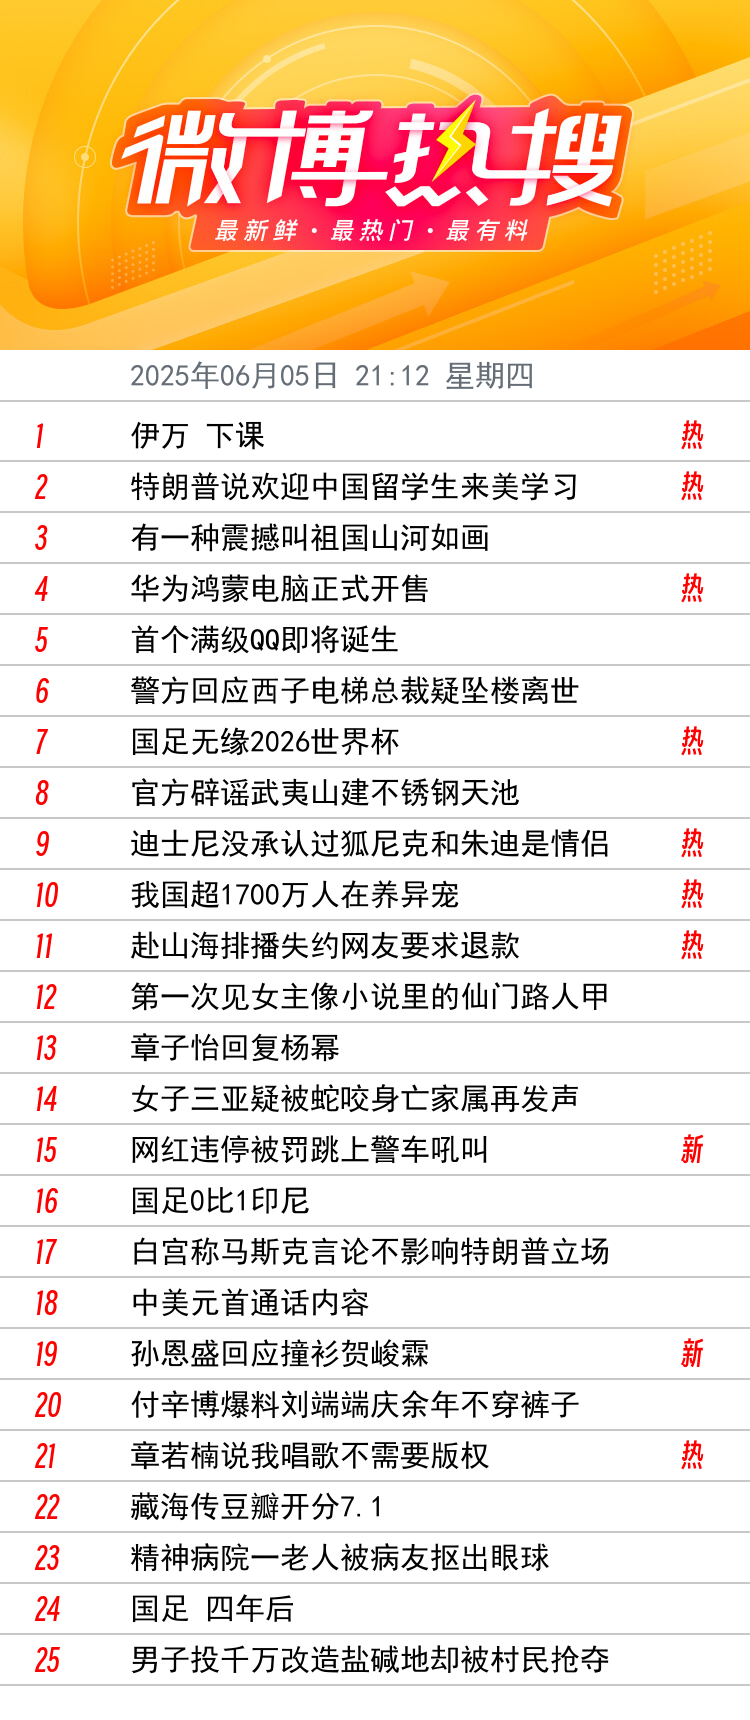 微博热搜
最新鲜·最热门·最有料
2025年06月05日 21:12 星期四
1 伊万 下课 热
2 特朗普说欢迎中国留学生来美学习 热
3 有一种震撼叫祖国山河如画
4 华为鸿蒙电脑正式开售 热
5 首个满级QQ即将诞生
6 警方回应西子电梯总裁疑坠楼离世
7 国足无缘2026世界杯 热
8 官方辟谣武夷山建不锈钢天池
9 迪士尼没承认过狐尼克和朱迪是情侣 热
10 我国超1700万人在养异宠 热
11 赴山海排播失约网友要求退款 热
12 第一次见女主像小说里的仙门路人甲
13 章子怡回复杨幂
14 女子三亚疑被蛇咬身亡家属再发声
15 网红违停被罚跳上警车吼叫 新
16 国足0比1印尼
17 白宫称马斯克言论不影响特朗普立场
18 中美元首通话内容
19 孙恩盛回应撞衫贺峻霖 新
20 付辛博爆料刘端端庆余年不穿裤子
21 章若楠说我唱歌不需要版权 热
22 藏海传豆瓣开分7.1
23 精神病院一老人被病友抠出眼球
24 国足 四年后
25 男子投千万改造盐碱地却被村民抢夺